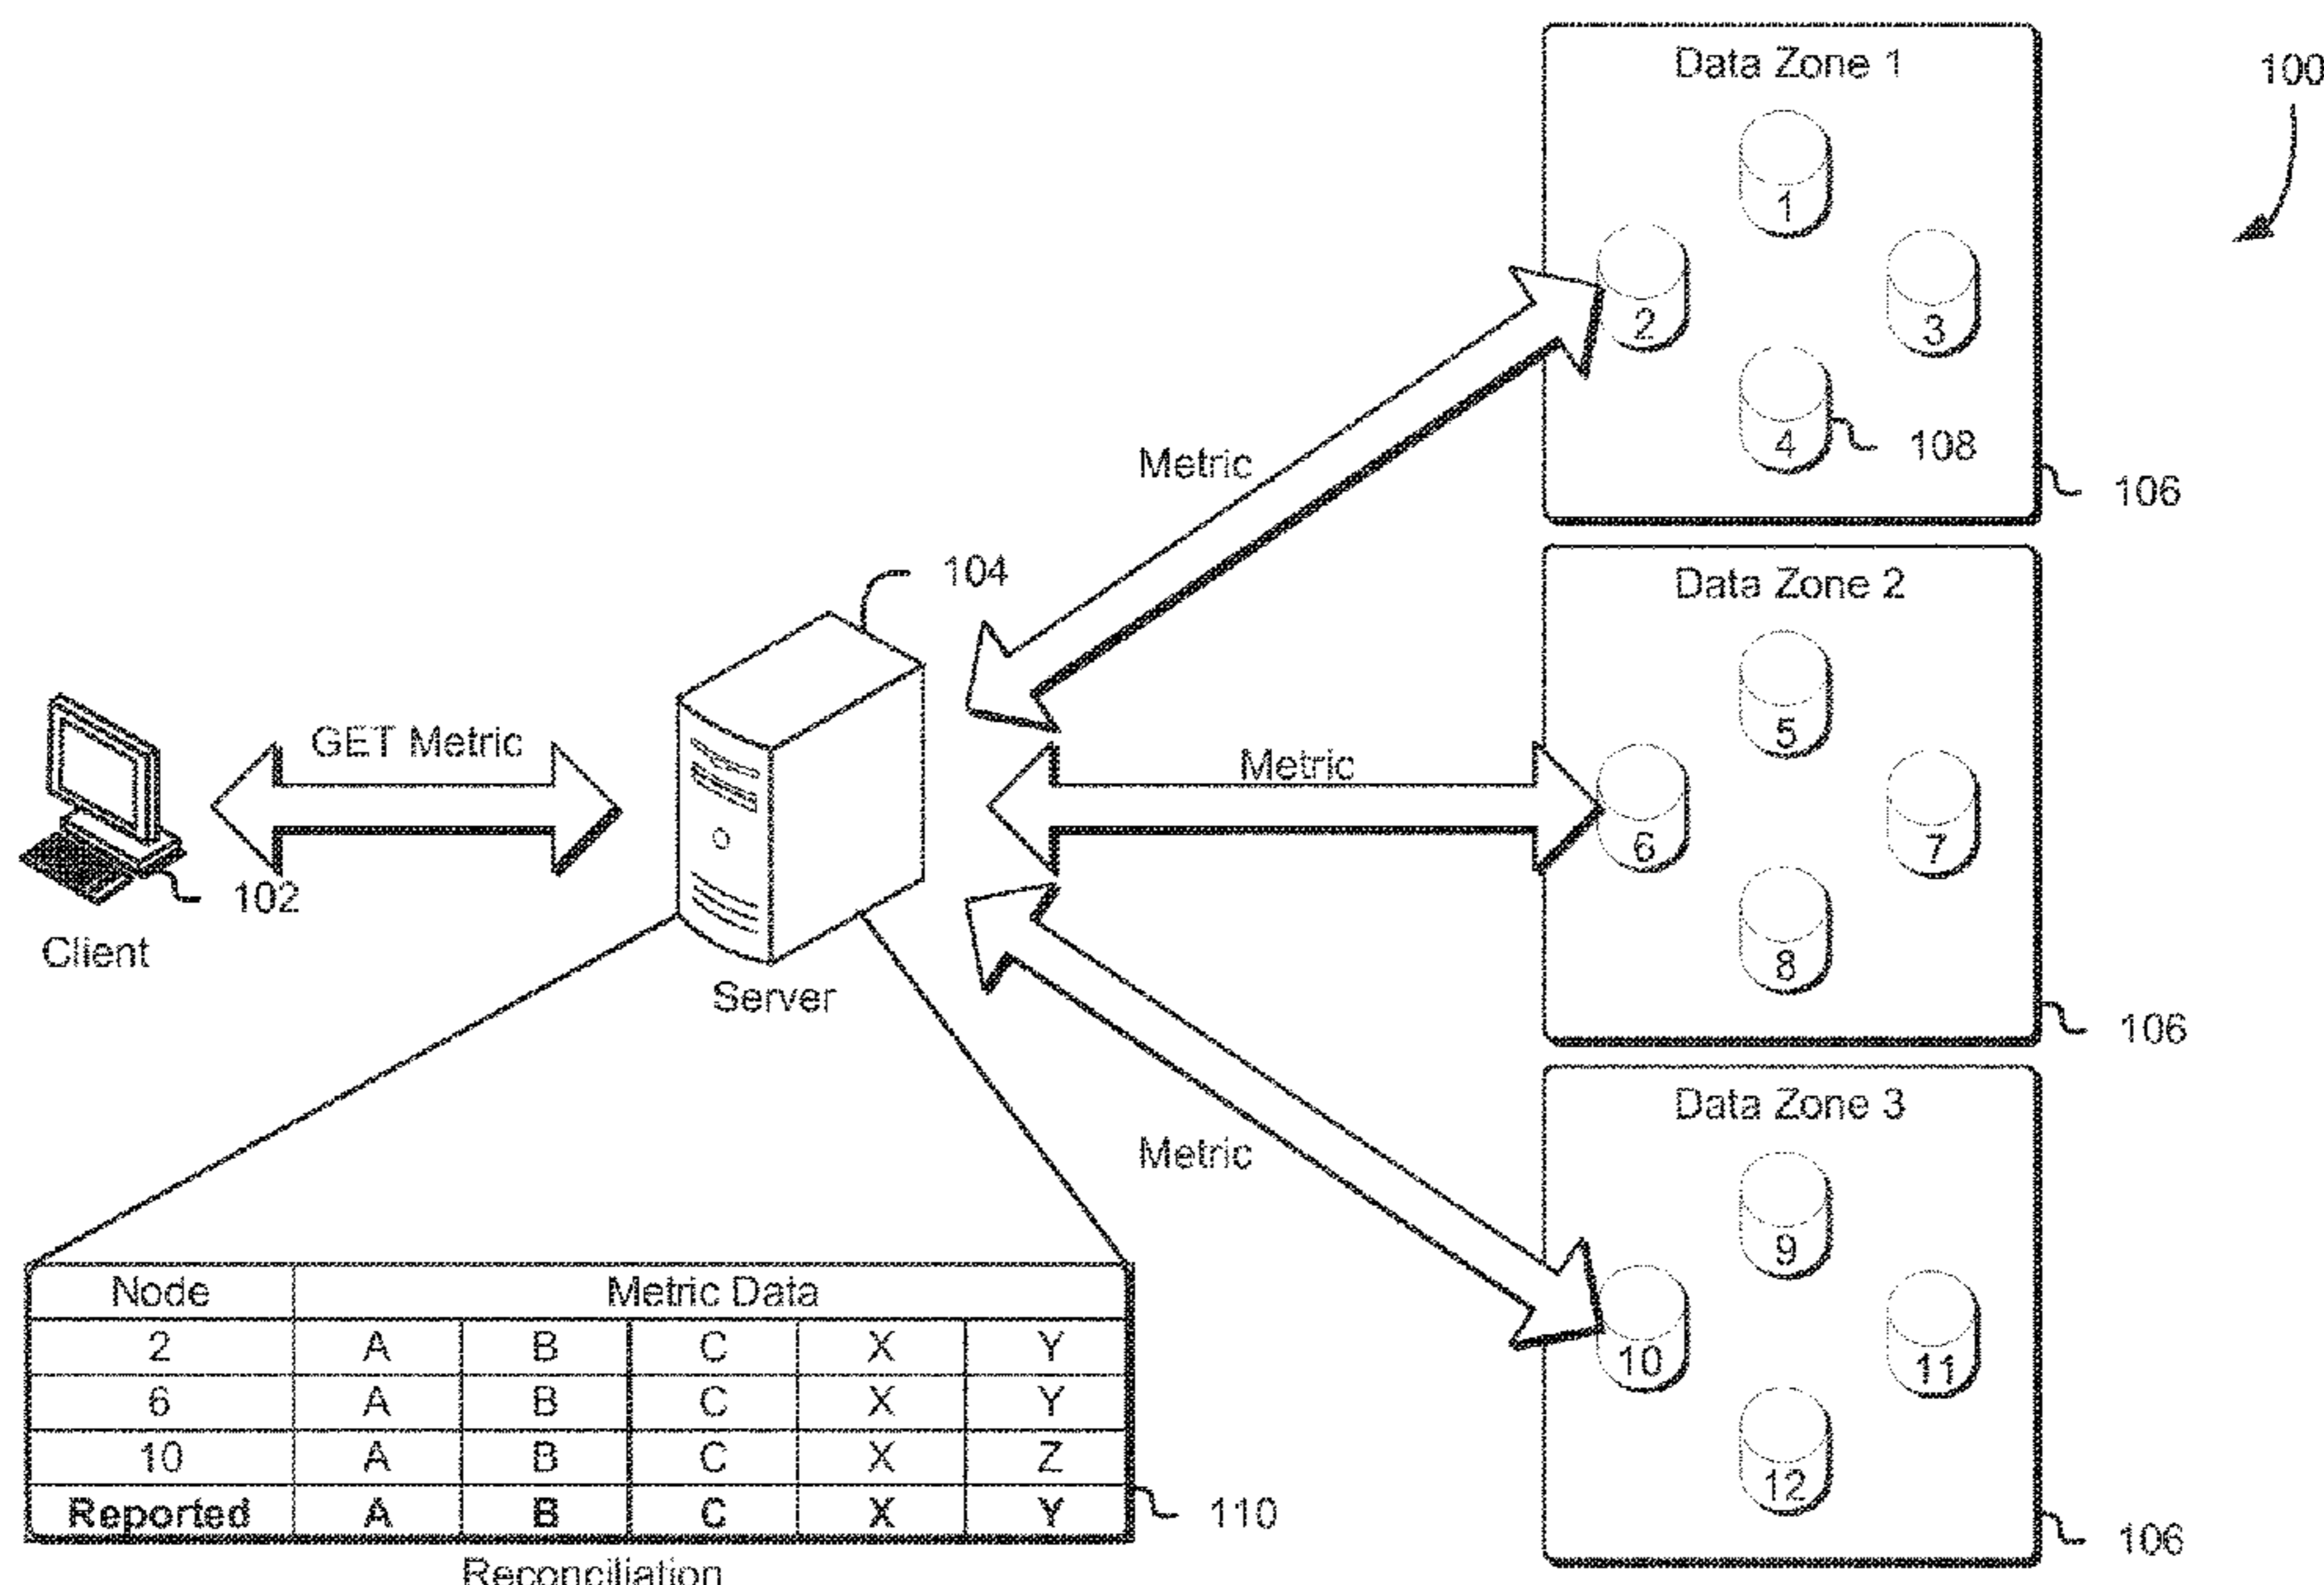 Data Zone 1
100
1
2
3
4
108
106
Metric
104
Data Zone 2
5
6
7
8
106
GET Metric
Metric
102
Client
Server
Data Zone 3
9
10
11
12
106
Metric
Node Metric Data
2 A B C X Y
6 A B C X Y
10 A B C X Z
Reported A B C X Y
110
Reconciliation